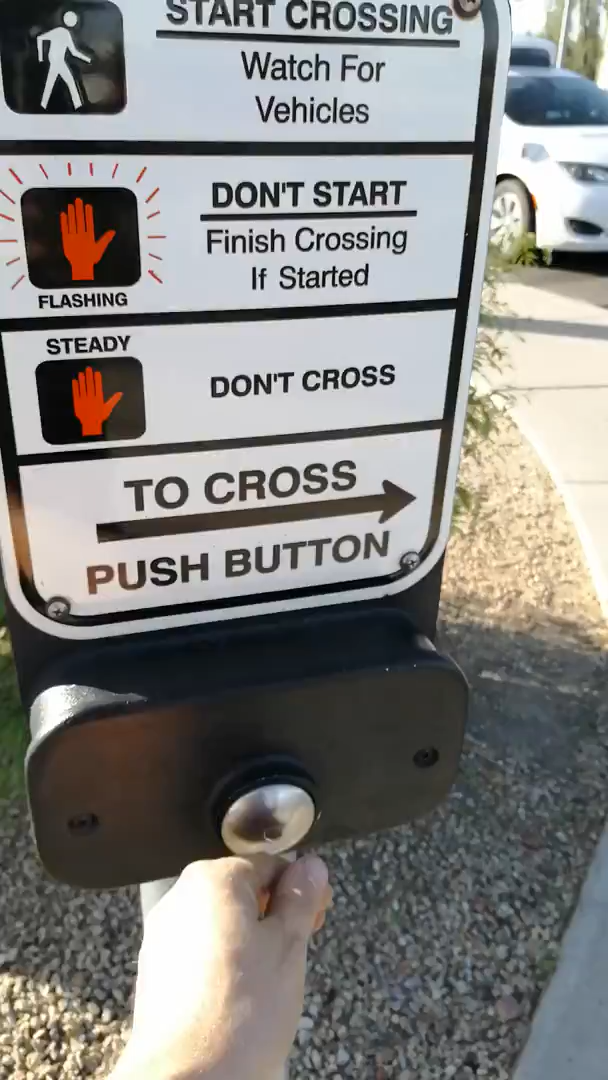 START CROSSING
Watch For
Vehicles
DON'T START
Finish Crossing
If Started
FLASHING
STEADY
DON'T CROSS
TO CROSS
PUSH BUTTON